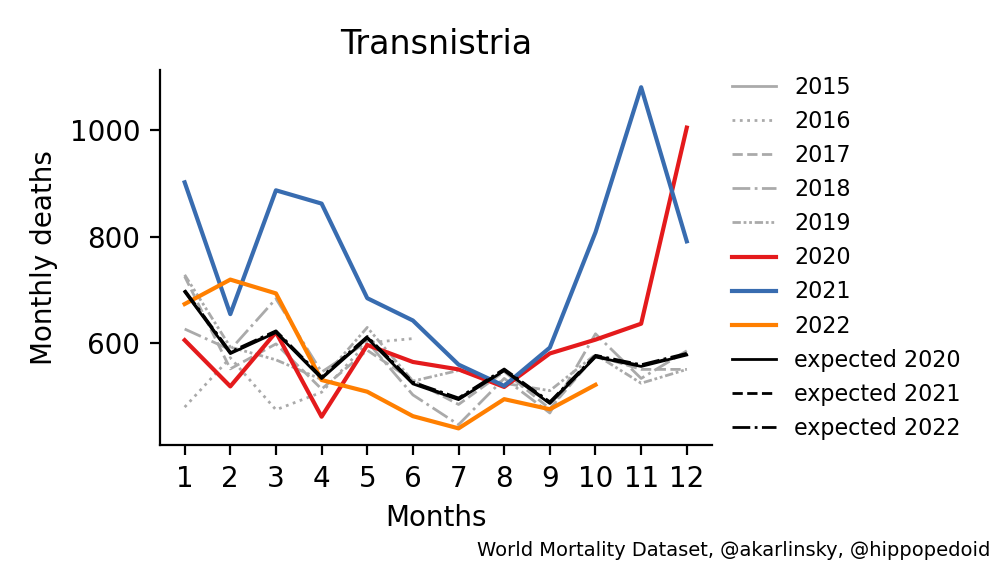 Transnistria
Monthly deaths
1000
800
600
1 2 3 4 5 6 7 8 9 10 11 12
Months
2015
2016
2017
2018
2019
2020
2021
2022
expected 2020
expected 2021
expected 2022
World Mortality Dataset, @akarlinsky, @hippopedoid